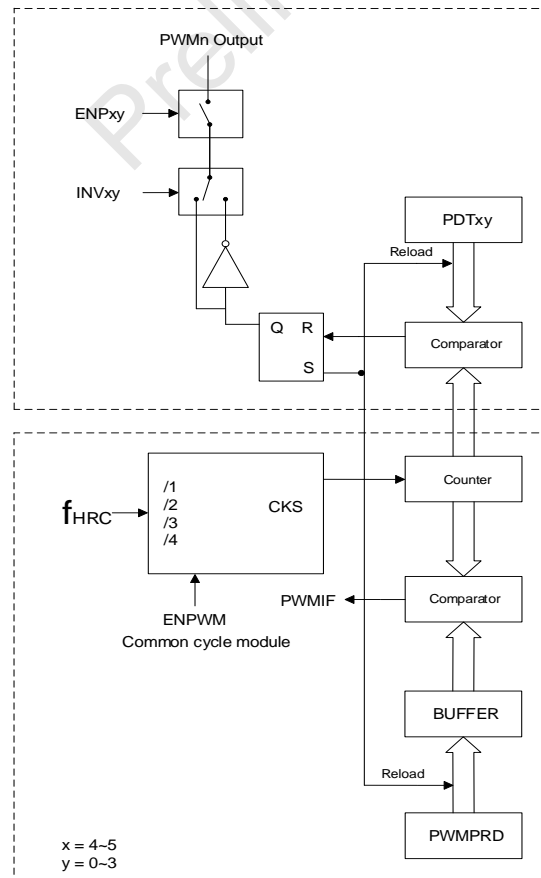 Preli
PWMn Output
ENPxy
INVxy
PDTxy
Reload
Q R
S
Comparator
/1
/2
/3
/4
CKS
fHRC
Counter
ENPWM
Common cycle module
PWMIF
Comparator
BUFFER
Reload
PWMPRD
x = 4~5
y = 0~3